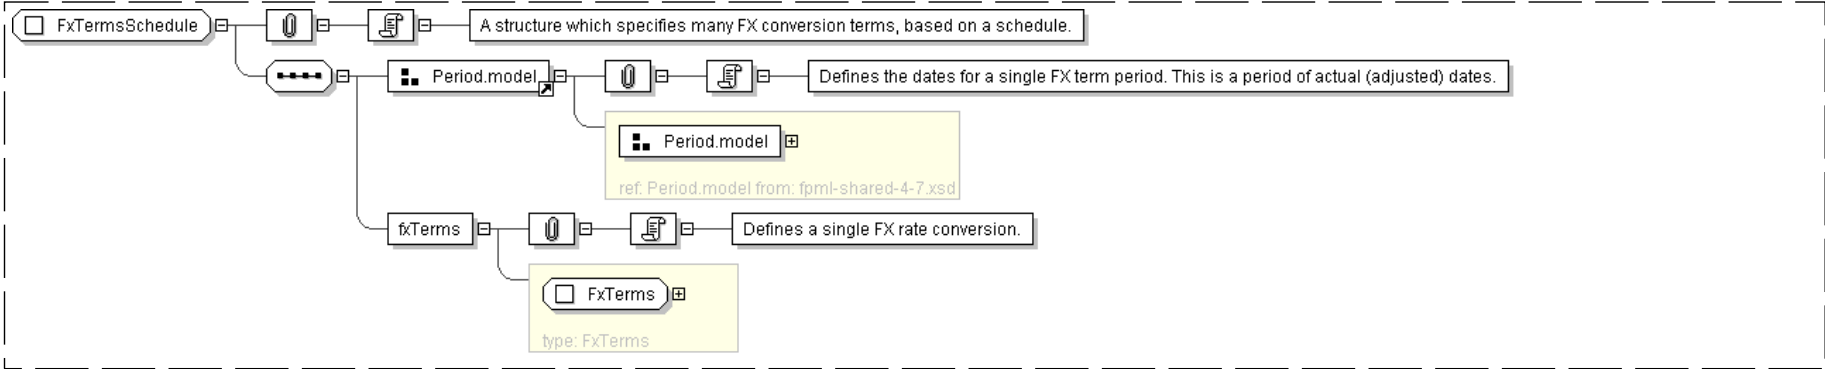 FxTermsSchedule
A structure which specifies many FX conversion terms, based on a schedule.
Period.model
Defines the dates for a single FX term period. This is a period of actual (adjusted) dates.
Period.model
ref: Period.model from: fpml-shared-4-7.xsd
fxTerms
Defines a single FX rate conversion.
FxTerms
type: FxTerms